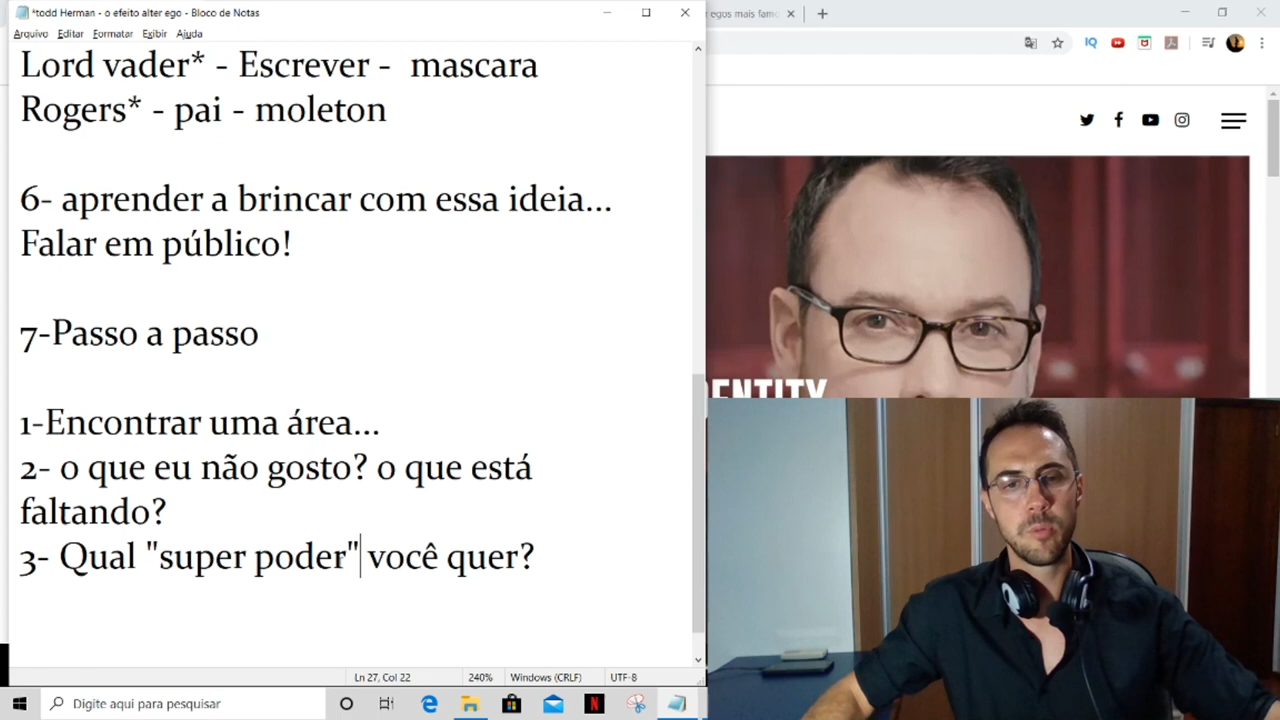 *todd Herman - o efeito alter ego - Bloco de Notas
egos mais fam
Arquivo Editar Formatar Exibir Ajuda
Lord vader* - Escrever - mascara
Rogers* - pai - moleton
6- aprender a brincar com essa ideia...
Falar em público!
7-Passo a passo
1-Encontrar uma área...
2- o que eu não gosto? o que está
faltando?
3- Qual "super poder" você quer?
DENTITY
Ln 27, Col 22
240%
Windows (CRLF)
UTF-8
Digite aqui para pesquisar
IQ
N